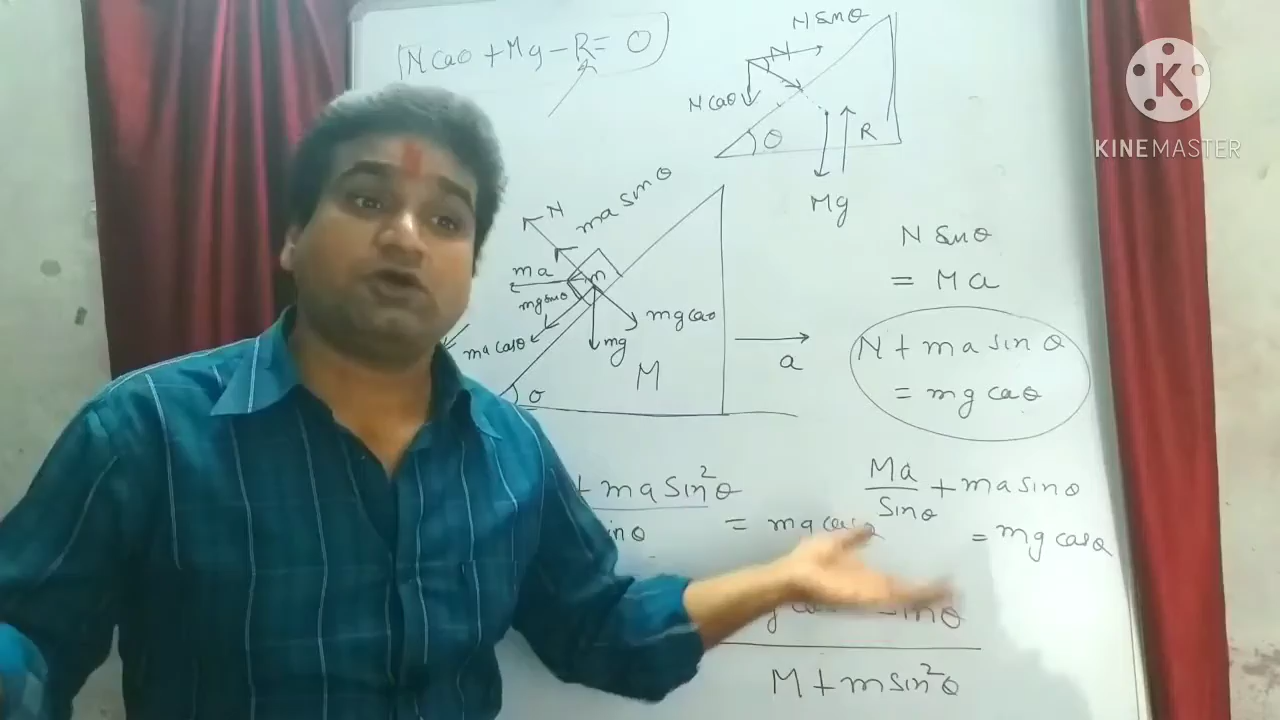 N cosθ + Mg - R = 0
N sinθ
N
N cosθ
θ
R
Mg
K
KINEMASTER
N
ma sinθ
ma
m
mg sinθ
mg cosθ
ma cosθ
mg
M
θ
a
N sinθ
= Ma
N + ma sinθ
= mg cosθ
Ma
+ ma sinθ
sinθ
= mg cosθ
+ ma sin²θ
= mg cosθ
sinθ
M + m sin²θ